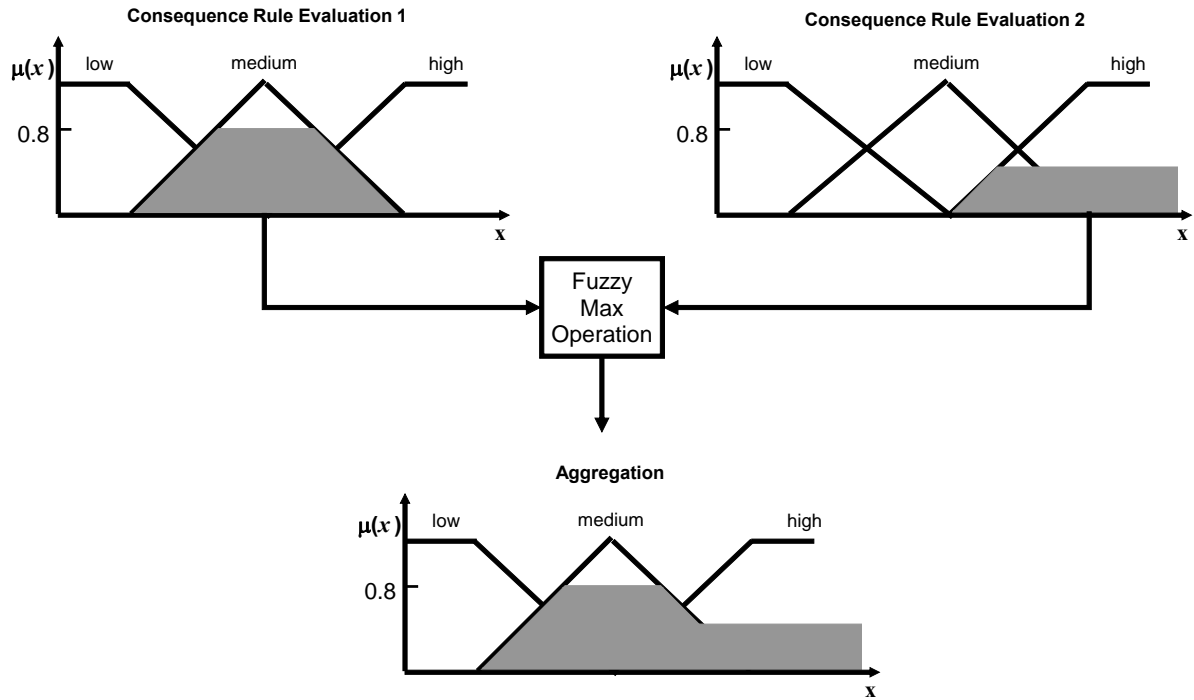 Consequence Rule Evaluation 1
μ(x)
low
medium
high
0.8
x
Consequence Rule Evaluation 2
μ(x)
low
medium
high
0.8
x
Fuzzy
Max
Operation
Aggregation
μ(x)
low
medium
high
0.8
x